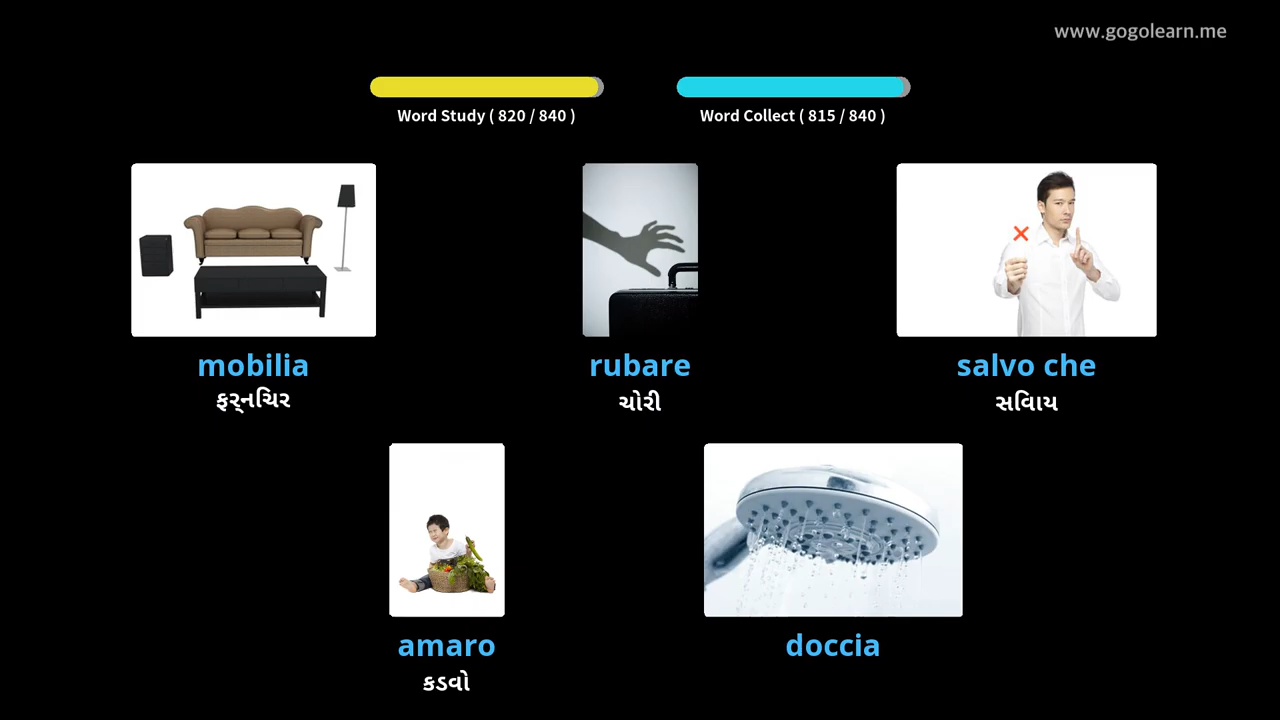 www.gogolearn.me
Word Study ( 820 / 840 )
Word Collect ( 815 / 840 )
mobilia
ફર્નિચર
rubare
ચોરી
salvo che
સિવાય
amaro
કડવો
doccia